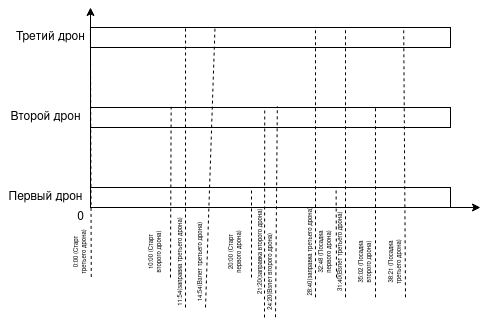 Третий дрон
Второй дрон
Первый дрон
0
0:00 (Старт
третьего дрона)
10:00 (Старт
второго дрона)
11:54(заправка третьего дрона)
14:54(Взлет третьего дрона)
20:00 (Старт
первого дрона)
21:20(заправка второго дрона)
24:20(Взлет второго дрона)
28:40(заправка третьего дрона)
32:48 (Посадка
первого дрона)
31:40(Взлет третьего дрона)
35:02 (Посадка
второго дрона)
38:21 (Посадка
третьего дрона)